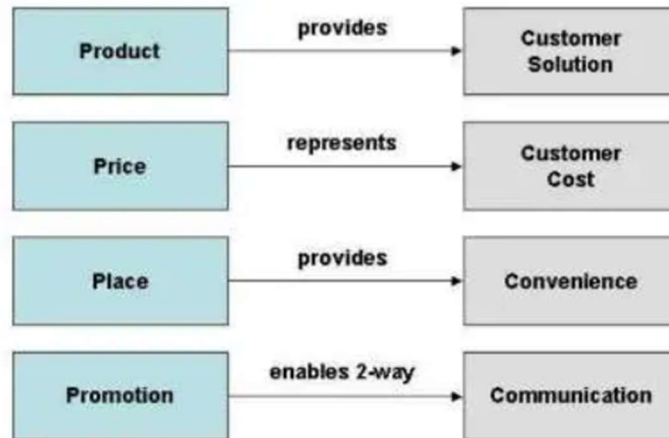 Product
provides
Customer
Solution
Price
represents
Customer
Cost
Place
provides
Convenience
Promotion
enables 2-way
Communication